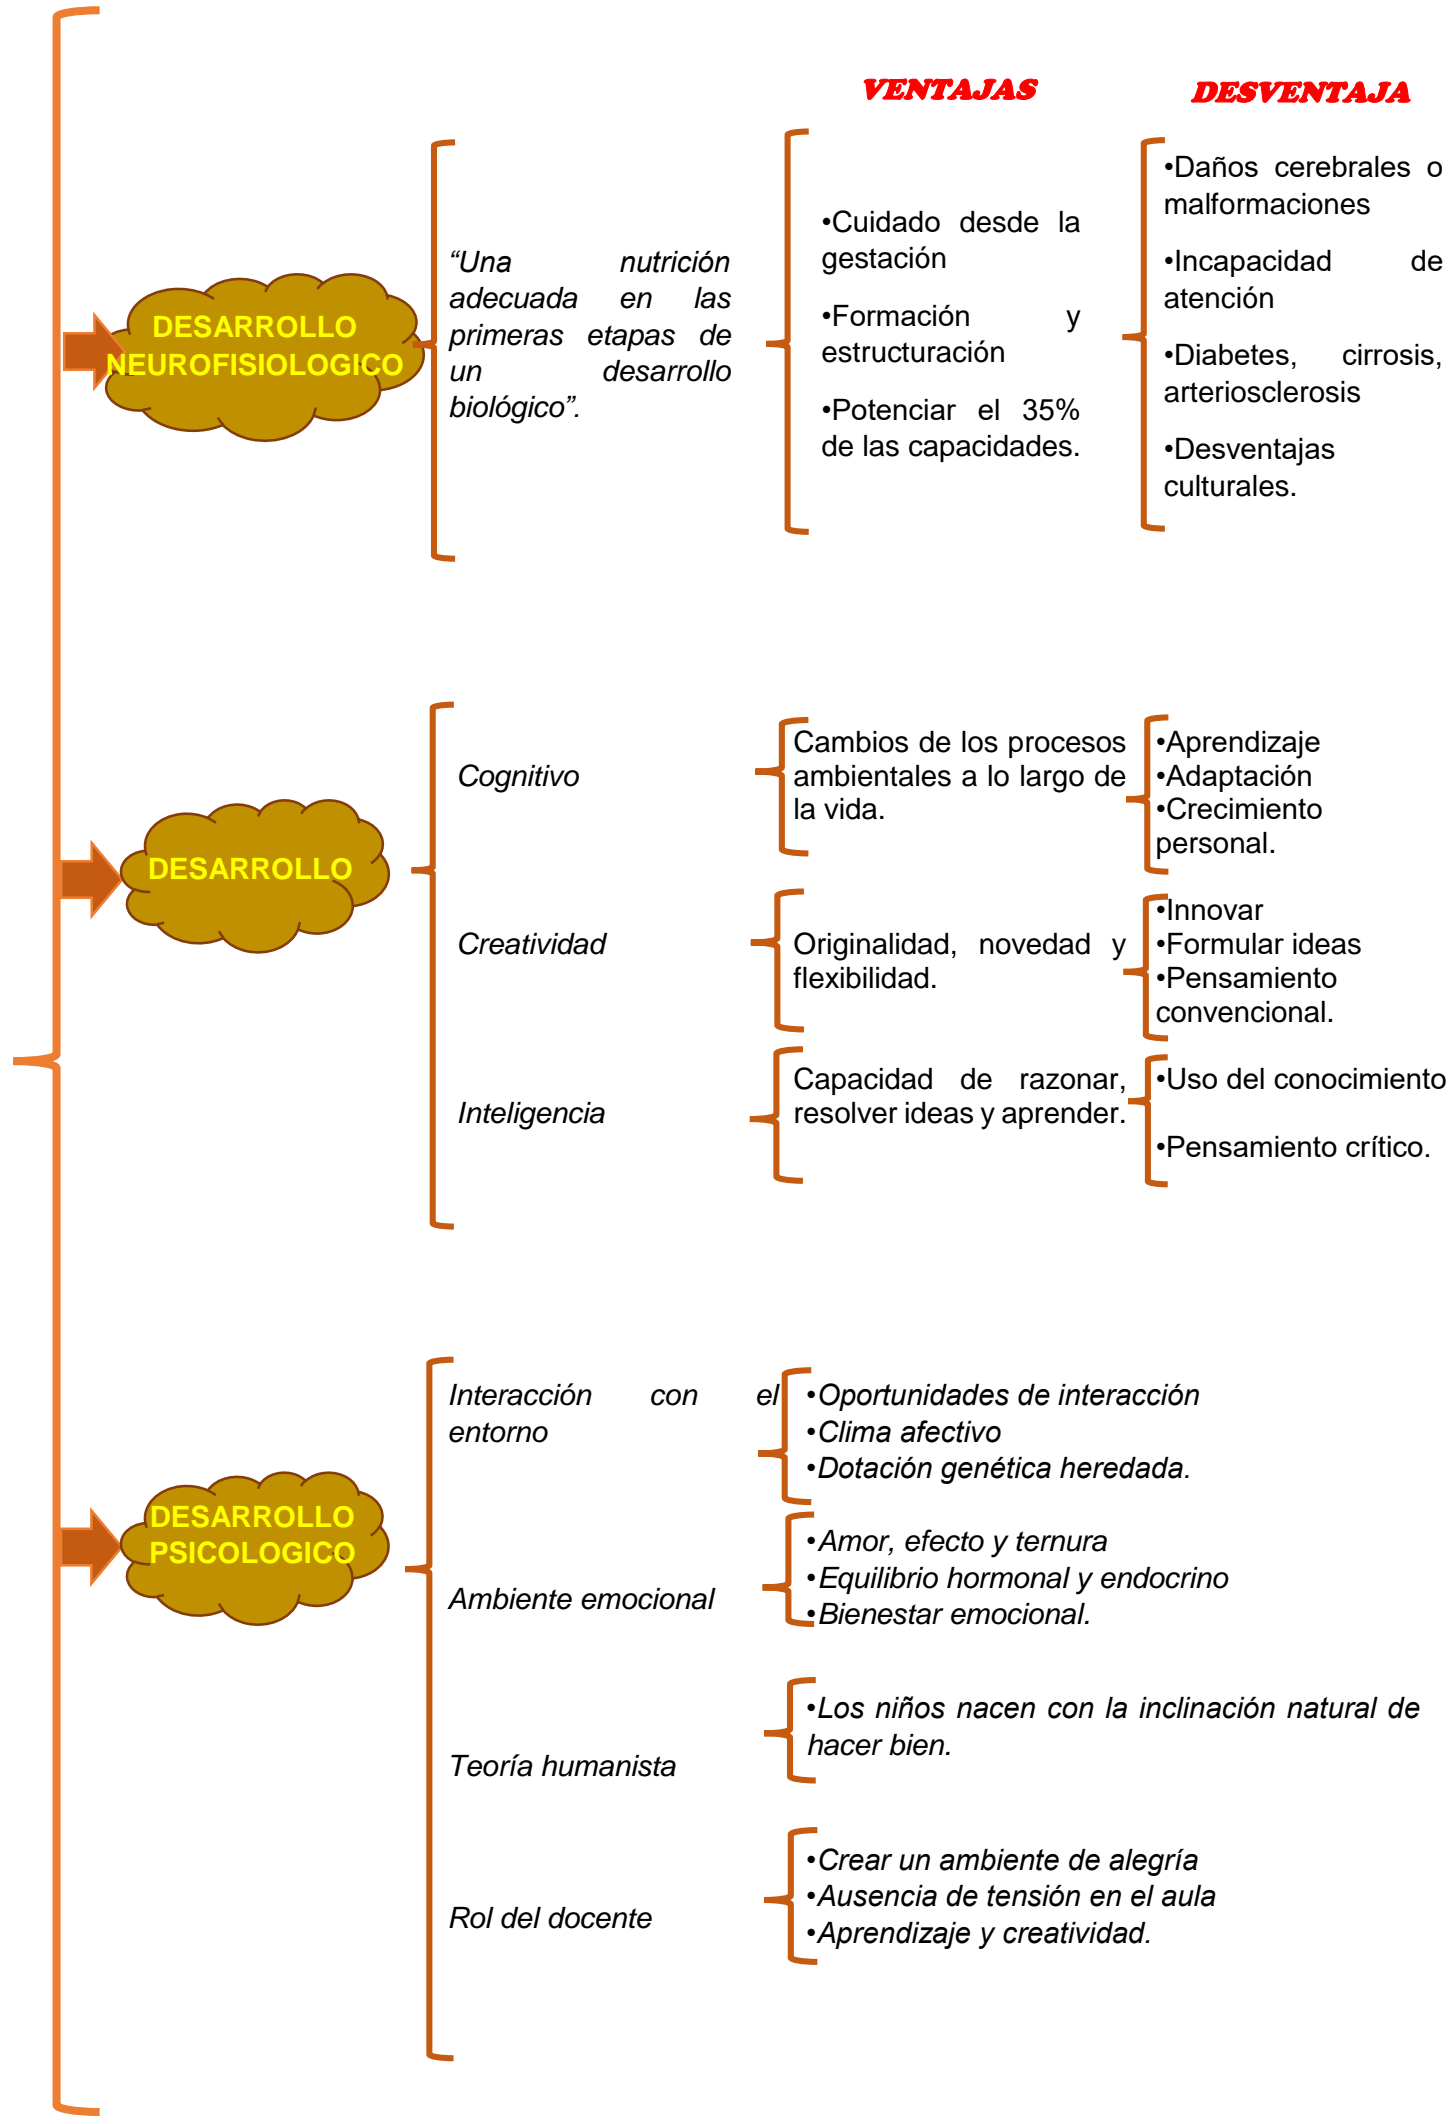 VENTAJAS
DESVENTAJA
DESARROLLO
NEUROFISIOLOGICO
“Una nutrición
adecuada en las
primeras etapas de
un desarrollo
biológico”.
•Cuidado desde la
gestación
•Formación y
estructuración
•Potenciar el 35%
de las capacidades.
•Daños cerebrales o
malformaciones
•Incapacidad de
atención
•Diabetes, cirrosis,
arteriosclerosis
•Desventajas
culturales.
DESARROLLO
Cognitivo
Cambios de los procesos
ambientales a lo largo de
la vida.
•Aprendizaje
•Adaptación
•Crecimiento
personal.
Creatividad
Originalidad, novedad y
flexibilidad.
•Innovar
•Formular ideas
•Pensamiento
convencional.
Inteligencia
Capacidad de razonar,
resolver ideas y aprender.
•Uso del conocimiento
•Pensamiento crítico.
DESARROLLO
PSICOLOGICO
Interacción con el
entorno
•Oportunidades de interacción
•Clima afectivo
•Dotación genética heredada.
Ambiente emocional
•Amor, efecto y ternura
•Equilibrio hormonal y endocrino
•Bienestar emocional.
Teoría humanista
•Los niños nacen con la inclinación natural de
hacer bien.
Rol del docente
•Crear un ambiente de alegría
•Ausencia de tensión en el aula
•Aprendizaje y creatividad.